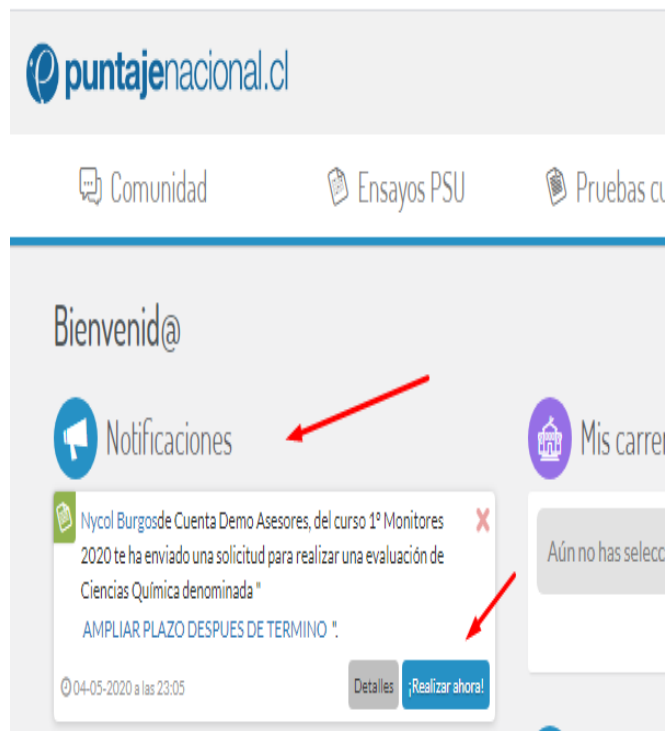 puntajenacional.cl
Comunidad
Ensayos PSU
Pruebas cu
Bienvenid@
Notificaciones
Mis carrer
Nycol Burgosde Cuenta Demo Asesores, del curso 1º Monitores
2020 te ha enviado una solicitud para realizar una evaluación de
Ciencias Química denominada "
AMPLIAR PLAZO DESPUES DE TERMINO ".
04-05-2020 a las 23:05
Detalles
¡Realizar ahora!
Aún no has selecc